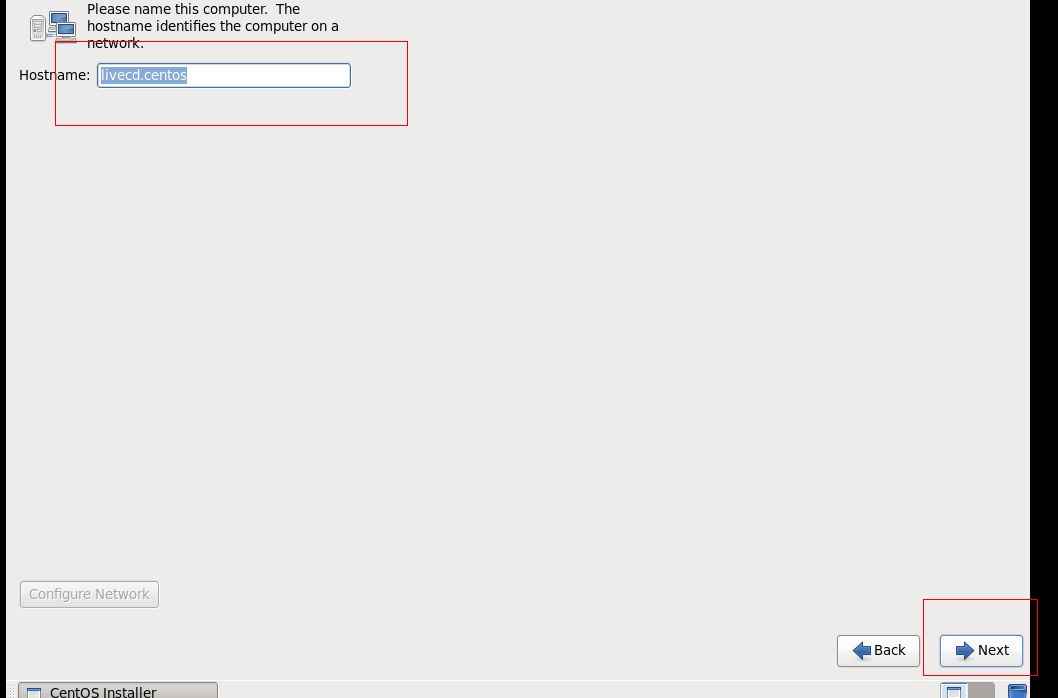 Please name this computer.  The
hostname identifies the computer on a
network.
Hostname: livecd.centos
Configure Network
Back
Next
CentOS Installer